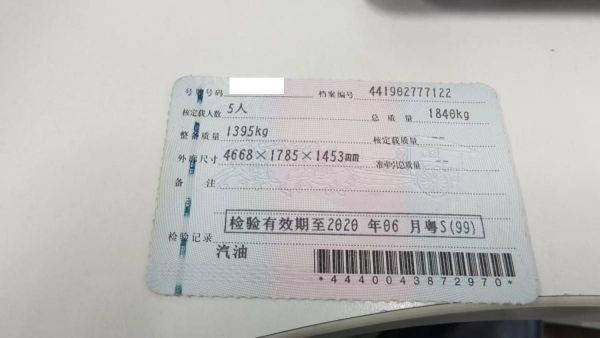 号牌号码 档案编号 441902777122
核定载人数 5人 总质量 1840kg
整备质量 1395kg 核定载质量 --
外廓尺寸 4668×1785×1453mm 准牵引总质量 --
备注
检验有效期至2020年06月粤S(99)
检验记录
汽油
*4440043872970*